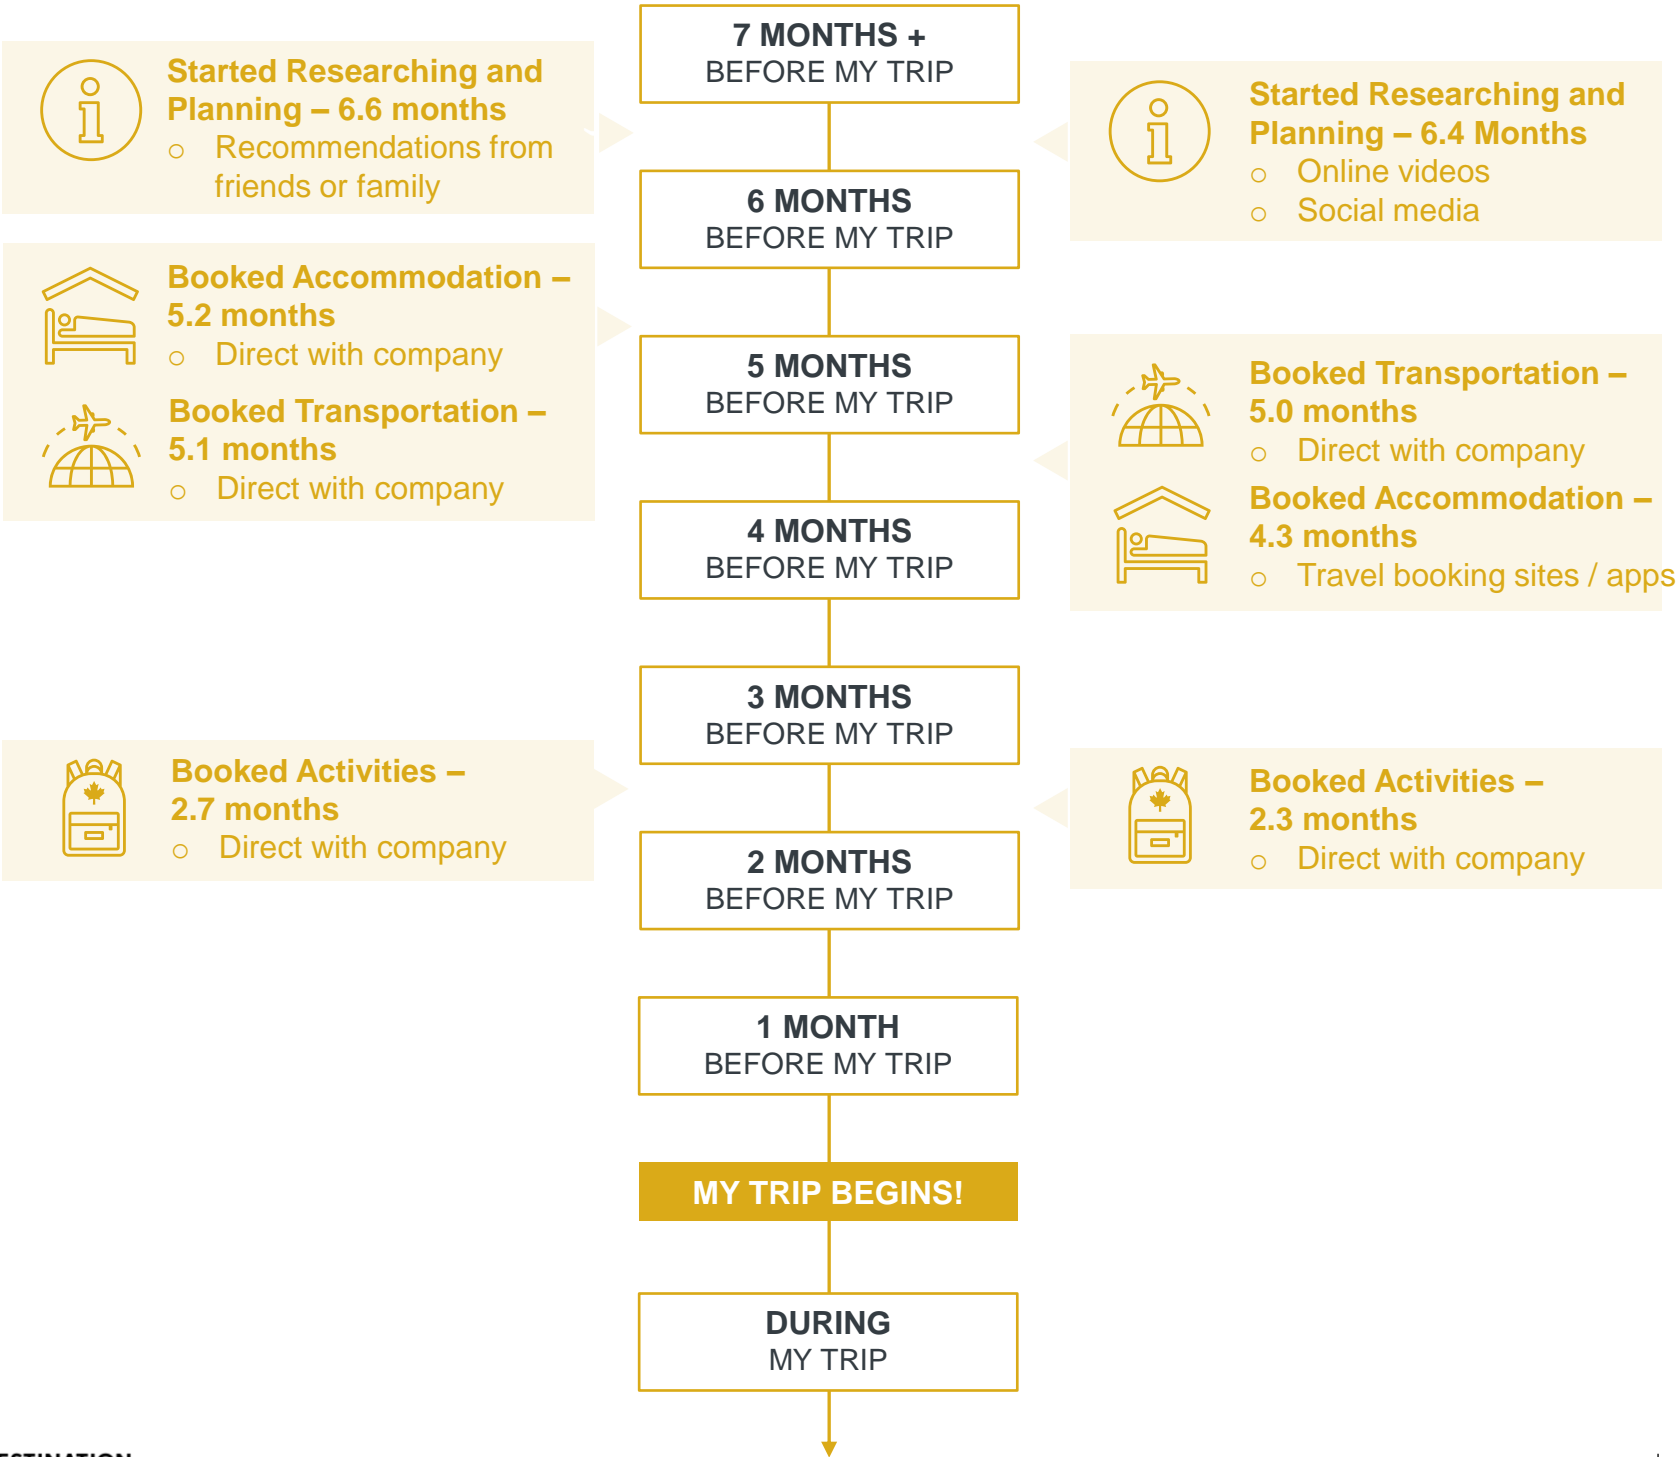 7 MONTHS +
BEFORE MY TRIP
Started Researching and
Planning – 6.6 months
o Recommendations from
friends or family
Started Researching and
Planning – 6.4 Months
o Online videos
o Social media
6 MONTHS
BEFORE MY TRIP
Booked Accommodation –
5.2 months
o Direct with company
Booked Transportation –
5.1 months
o Direct with company
5 MONTHS
BEFORE MY TRIP
Booked Transportation –
5.0 months
o Direct with company
Booked Accommodation –
4.3 months
o Travel booking sites / apps
4 MONTHS
BEFORE MY TRIP
3 MONTHS
BEFORE MY TRIP
Booked Activities –
2.7 months
o Direct with company
Booked Activities –
2.3 months
o Direct with company
2 MONTHS
BEFORE MY TRIP
1 MONTH
BEFORE MY TRIP
MY TRIP BEGINS!
DURING
MY TRIP